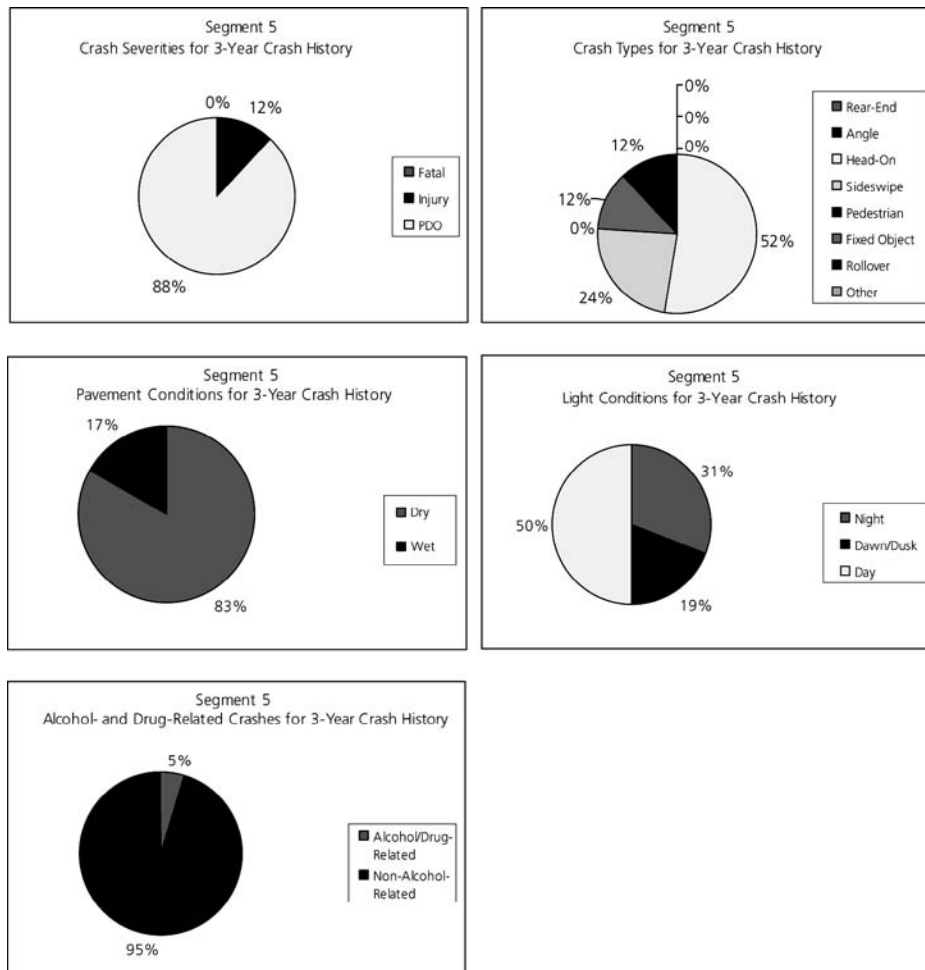 Segment 5
Crash Severities for 3-Year Crash History
0%
12%
88%
Fatal
Injury
PDO
Segment 5
Crash Types for 3-Year Crash History
0%
0%
0%
12%
12%
0%
24%
52%
Rear-End
Angle
Head-On
Sideswipe
Pedestrian
Fixed Object
Rollover
Other
Segment 5
Pavement Conditions for 3-Year Crash History
17%
83%
Dry
Wet
Segment 5
Light Conditions for 3-Year Crash History
31%
50%
19%
Night
Dawn/Dusk
Day
Segment 5
Alcohol- and Drug-Related Crashes for 3-Year Crash History
5%
95%
Alcohol/Drug-
Related
Non-Alcohol-
Related